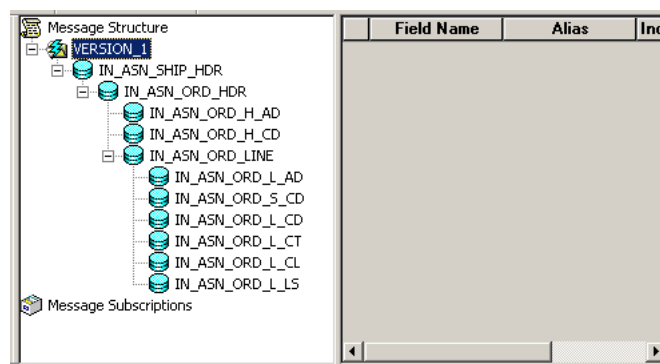 Message Structure
VERSION_1
IN_ASN_SHIP_HDR
IN_ASN_ORD_HDR
IN_ASN_ORD_H_AD
IN_ASN_ORD_H_CD
IN_ASN_ORD_LINE
IN_ASN_ORD_L_AD
IN_ASN_ORD_S_CD
IN_ASN_ORD_L_CD
IN_ASN_ORD_L_CT
IN_ASN_ORD_L_CL
IN_ASN_ORD_L_LS
Message Subscriptions
Field Name Alias Inc